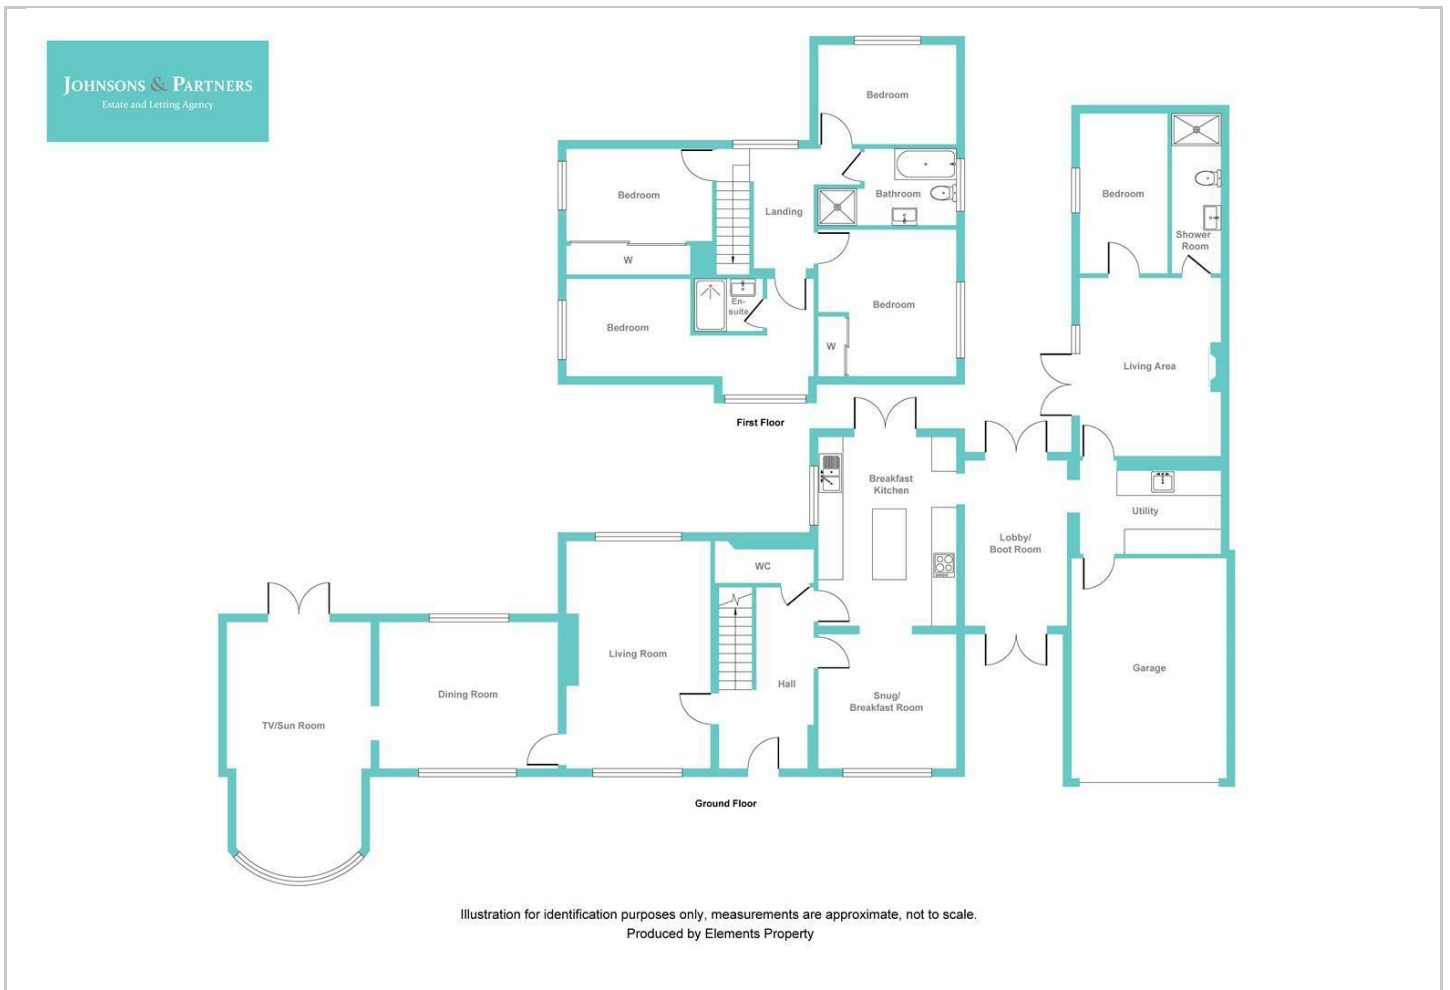 JOHNSONS & PARTNERS
Estate and Letting Agency
Bedroom
Bedroom
Landing
Bathroom
W
Bedroom
En-
suite
Bedroom
W
First Floor
Bedroom
Shower
Room
Living Area
Breakfast
Kitchen
Utility
Lobby/
Boot Room
WC
Living Room
Hall
Dining Room
TV/Sun Room
Snug/
Breakfast Room
Garage
Ground Floor
Illustration for identification purposes only, measurements are approximate, not to scale.
Produced by Elements Property